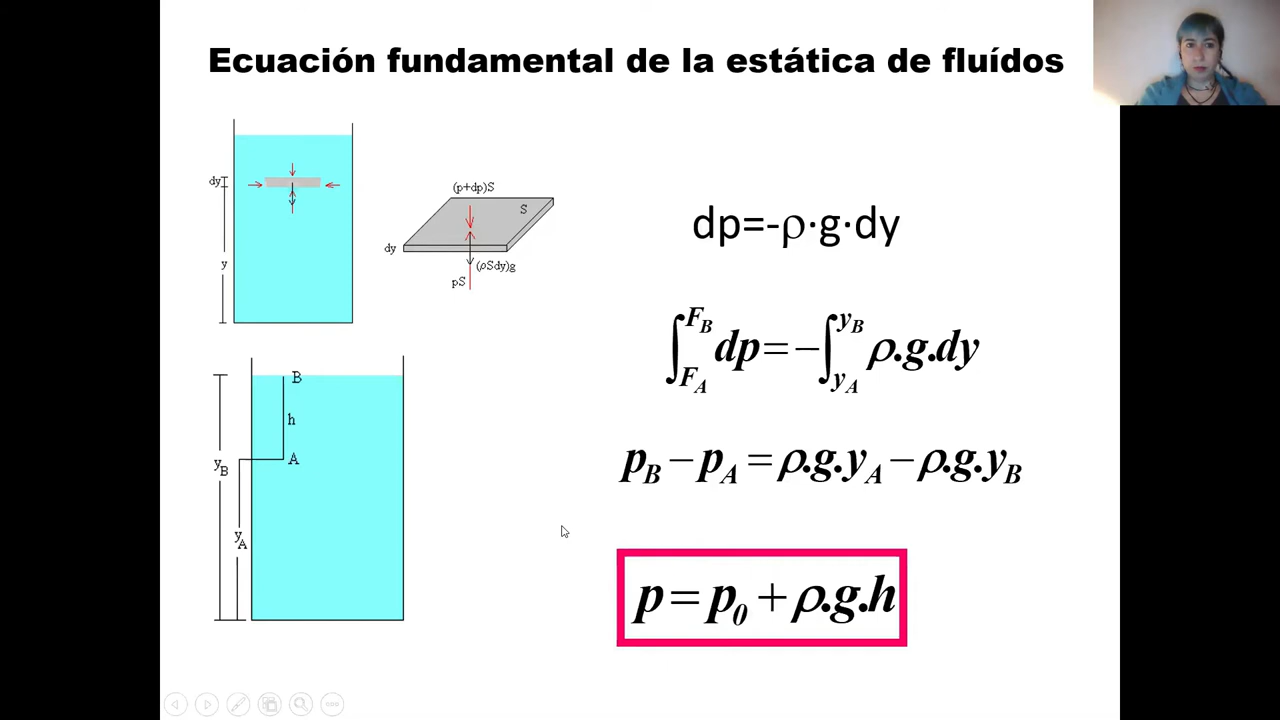 Ecuación fundamental de la estática de fluídos
dy
y
(p+dp)S
S
dy
(ρSdy)g
pS
dp=-ρ·g·dy
∫_{F_A}^{F_B} dp = −∫_{y_A}^{y_B} ρ.g.dy
B
h
A
y_B
y_A
p_B − p_A = ρ.g.y_A − ρ.g.y_B
p = p_0 + ρ.g.h